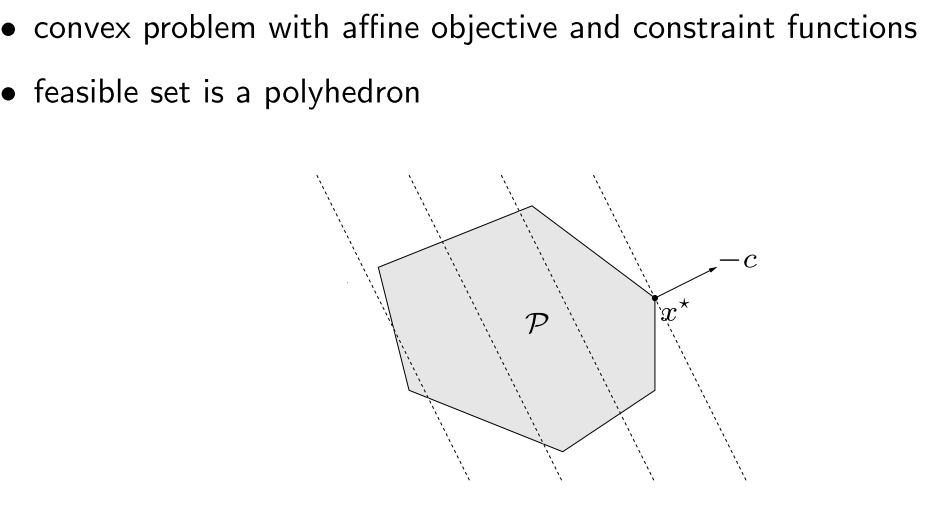 • convex problem with affine objective and constraint functions
• feasible set is a polyhedron
−c
x⋆
𝒫